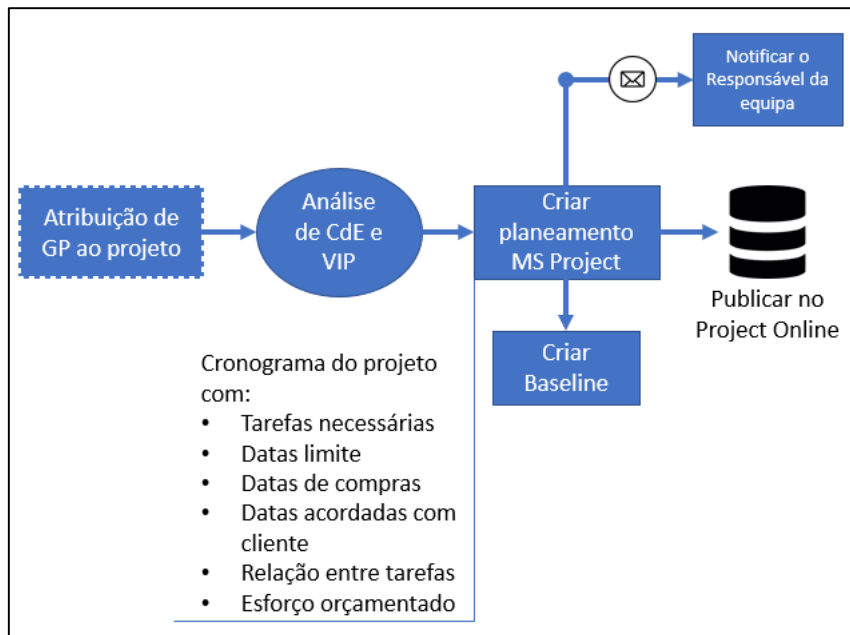 Notificar o
Responsável da
equipa
Atribuição de
GP ao projeto
Análise
de CdE e
VIP
Criar
planeamento
MS Project
Publicar no
Project Online
Criar
Baseline
Cronograma do projeto
com:
• Tarefas necessárias
• Datas limite
• Datas de compras
• Datas acordadas com
cliente
• Relação entre tarefas
• Esforço orçamentado